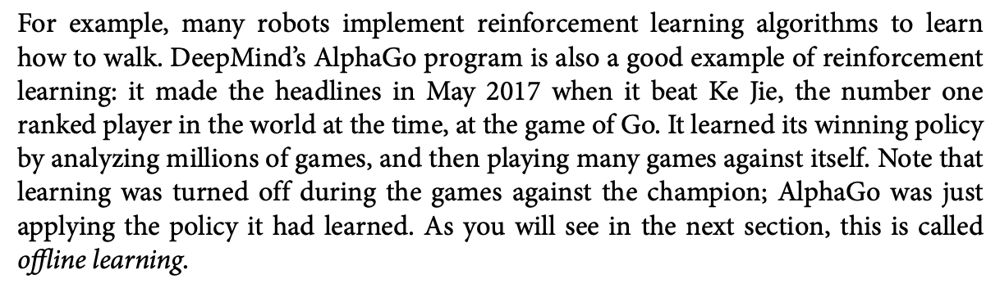 For example, many robots implement reinforcement learning algorithms to learn
how to walk. DeepMind’s AlphaGo program is also a good example of reinforcement
learning: it made the headlines in May 2017 when it beat Ke Jie, the number one
ranked player in the world at the time, at the game of Go. It learned its winning policy
by analyzing millions of games, and then playing many games against itself. Note that
learning was turned off during the games against the champion; AlphaGo was just
applying the policy it had learned. As you will see in the next section, this is called
offline learning.